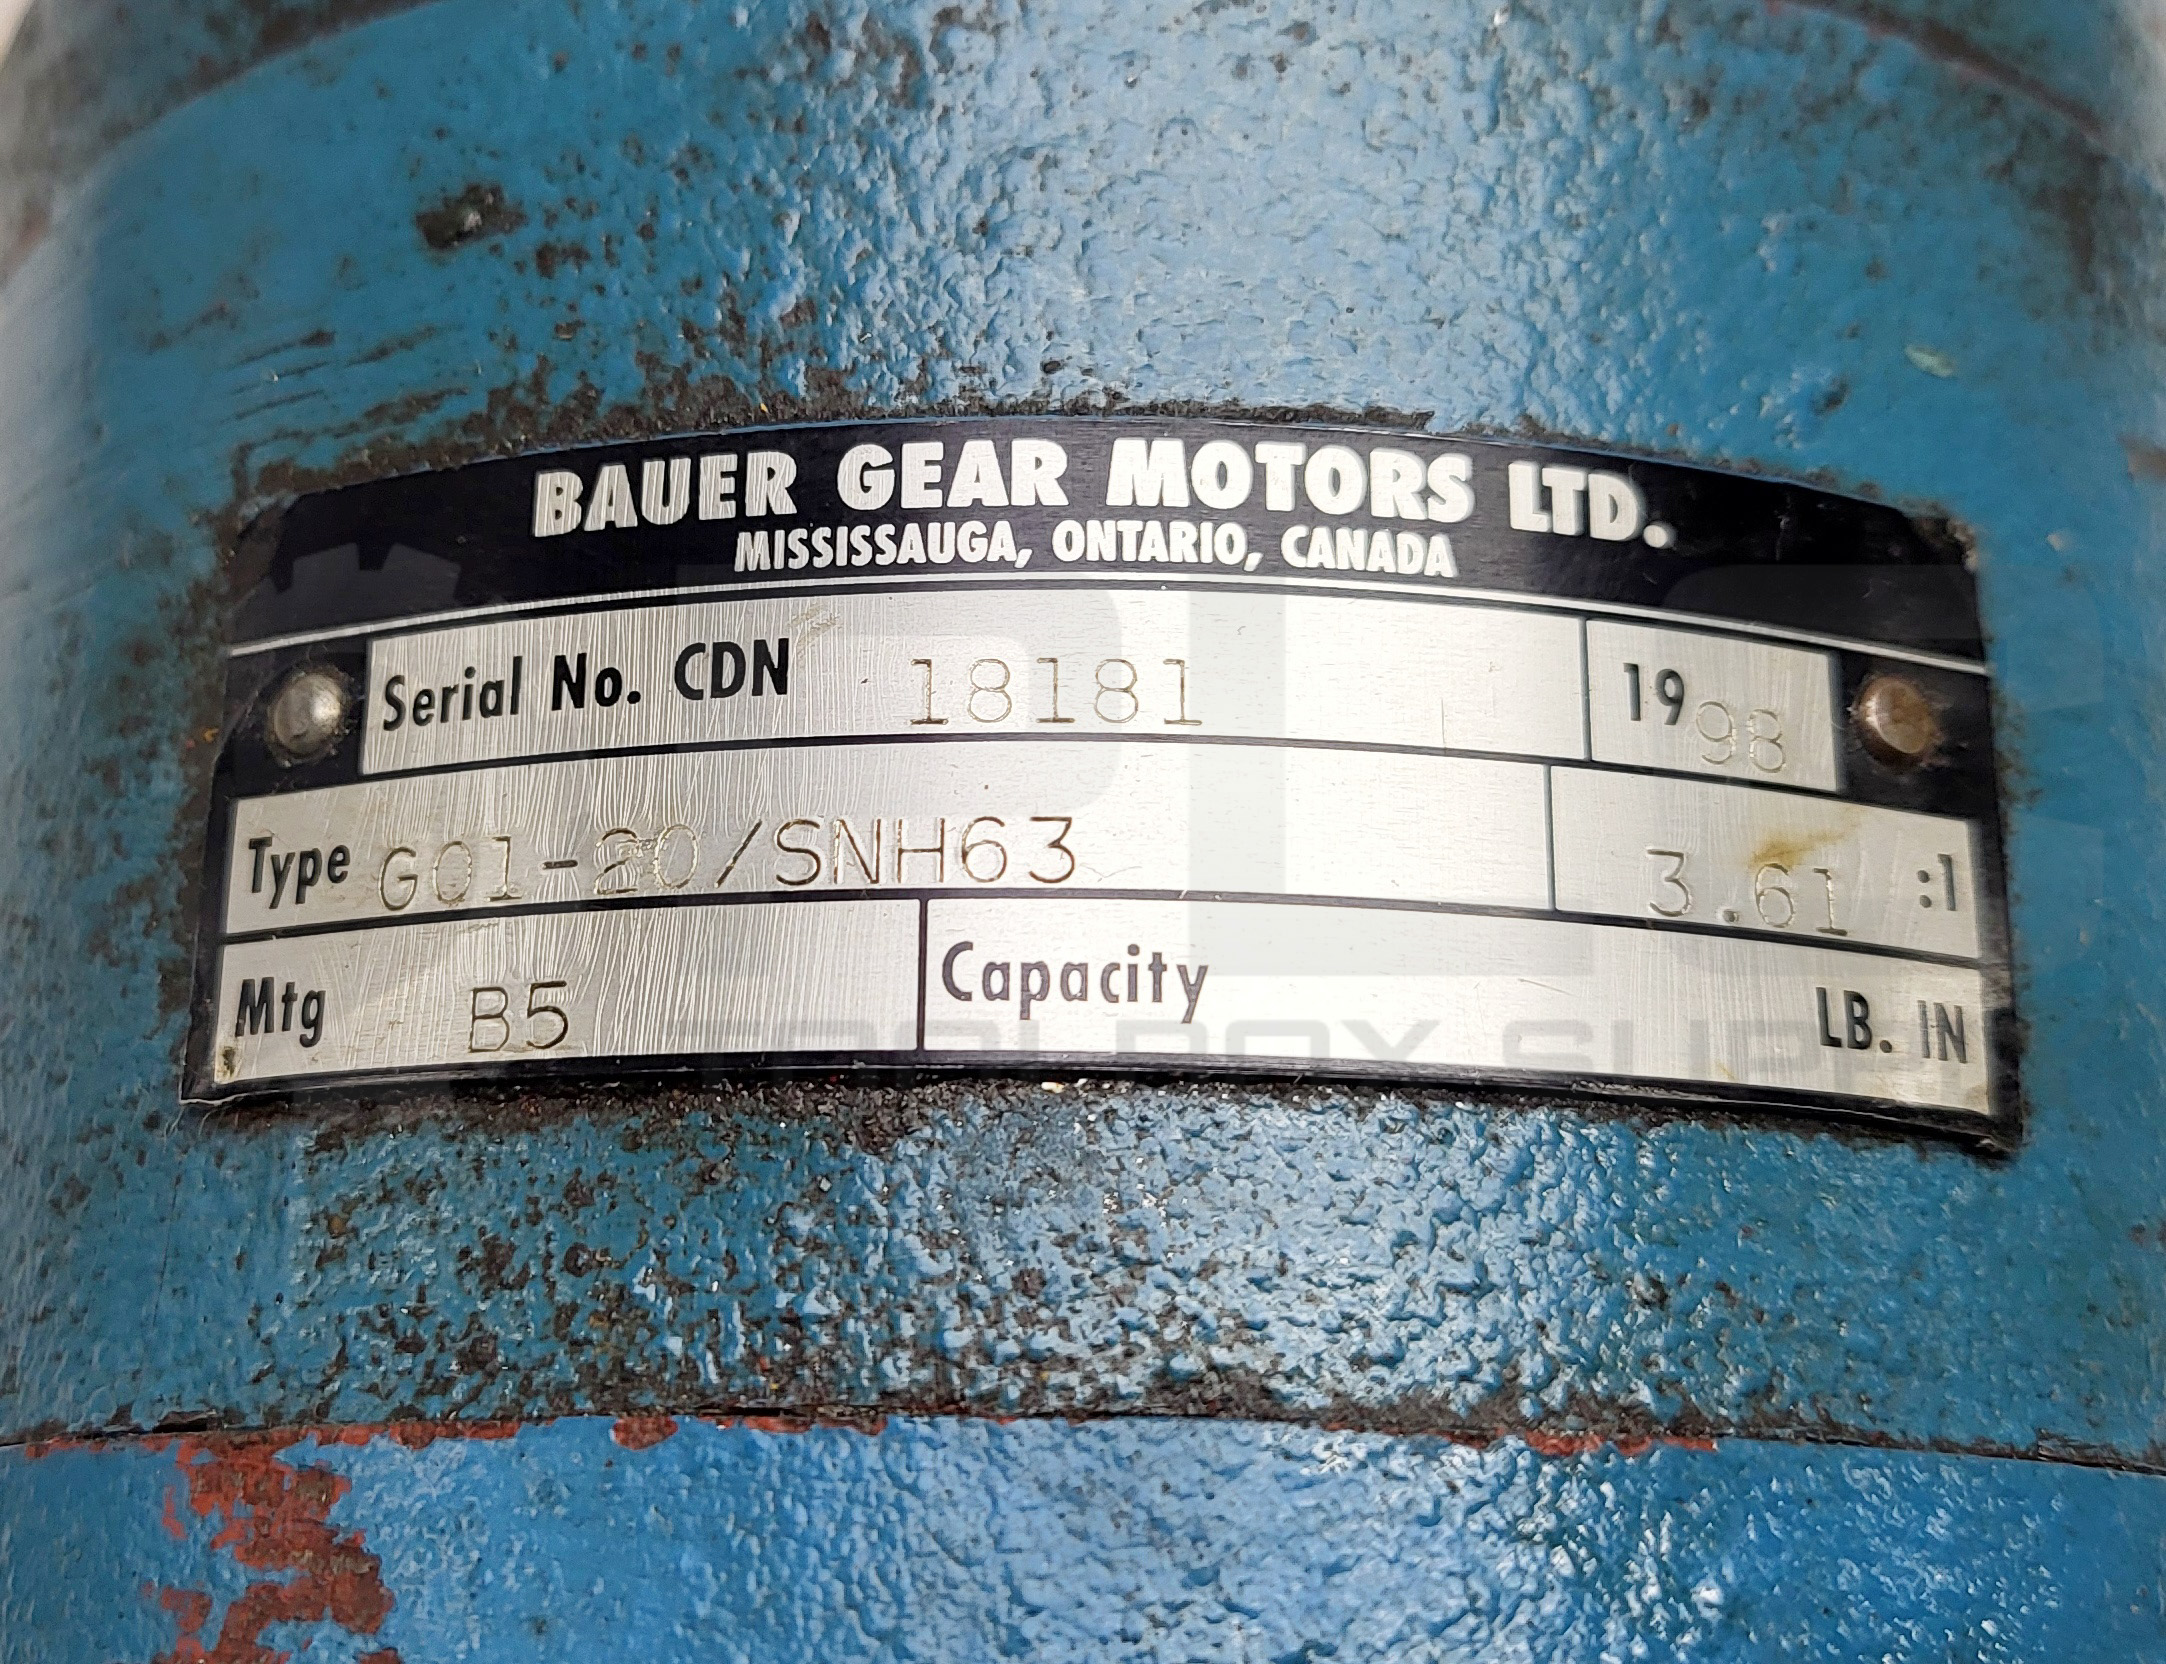 BAUER GEAR MOTORS LTD.
MISSISSAUGA, ONTARIO, CANADA
Serial No. CDN 18181 1998
Type G01-20/SNH63 3.61 :1
Mtg B5 Capacity LB. IN